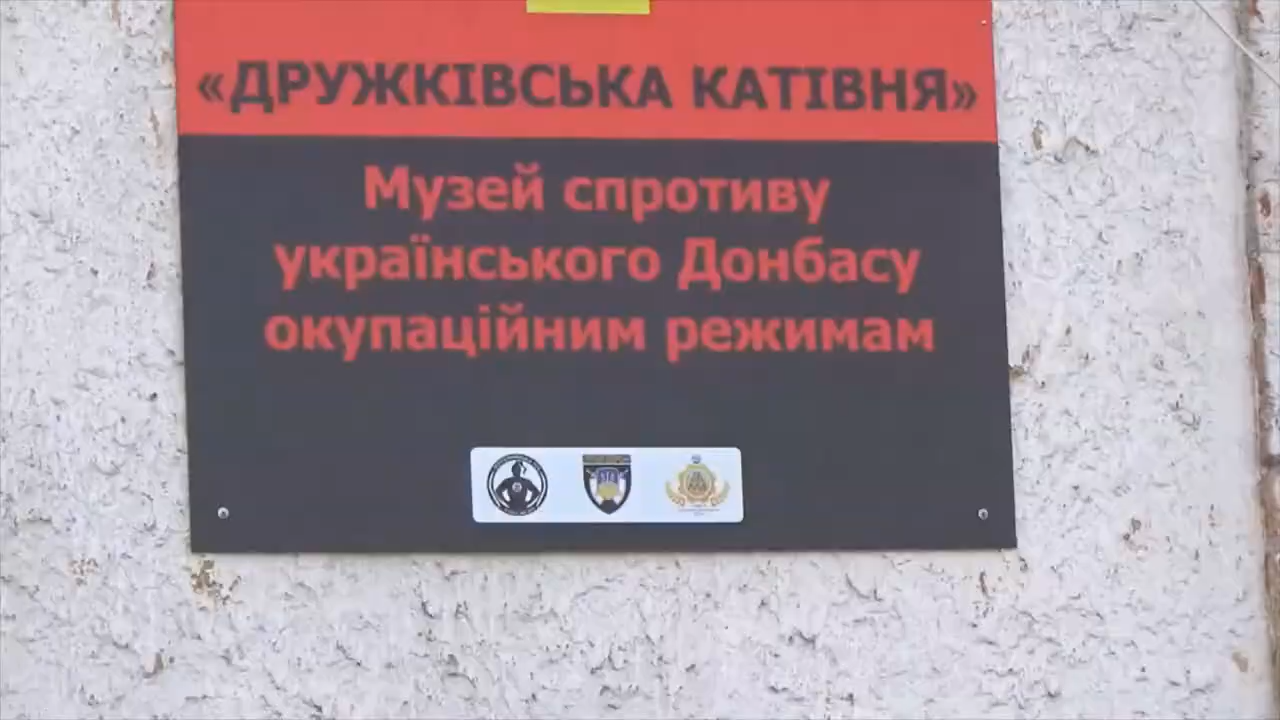 «ДРУЖКІВСЬКА КАТІВНЯ»
Музей спротиву
українського Донбасу
окупаційним режимам